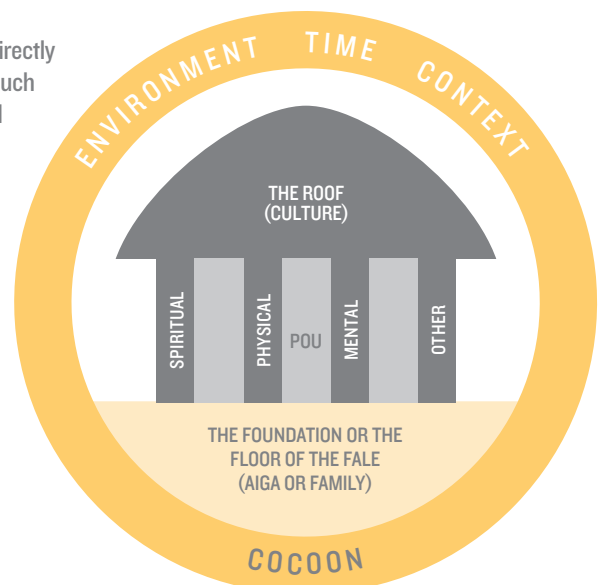 irectly
uch
ENVIRONMENT TIME CONTEXT
THE ROOF
(CULTURE)
SPIRITUAL
PHYSICAL
POU
MENTAL
OTHER
THE FOUNDATION OR THE
FLOOR OF THE FALE
(AIGA OR FAMILY)
COCOON